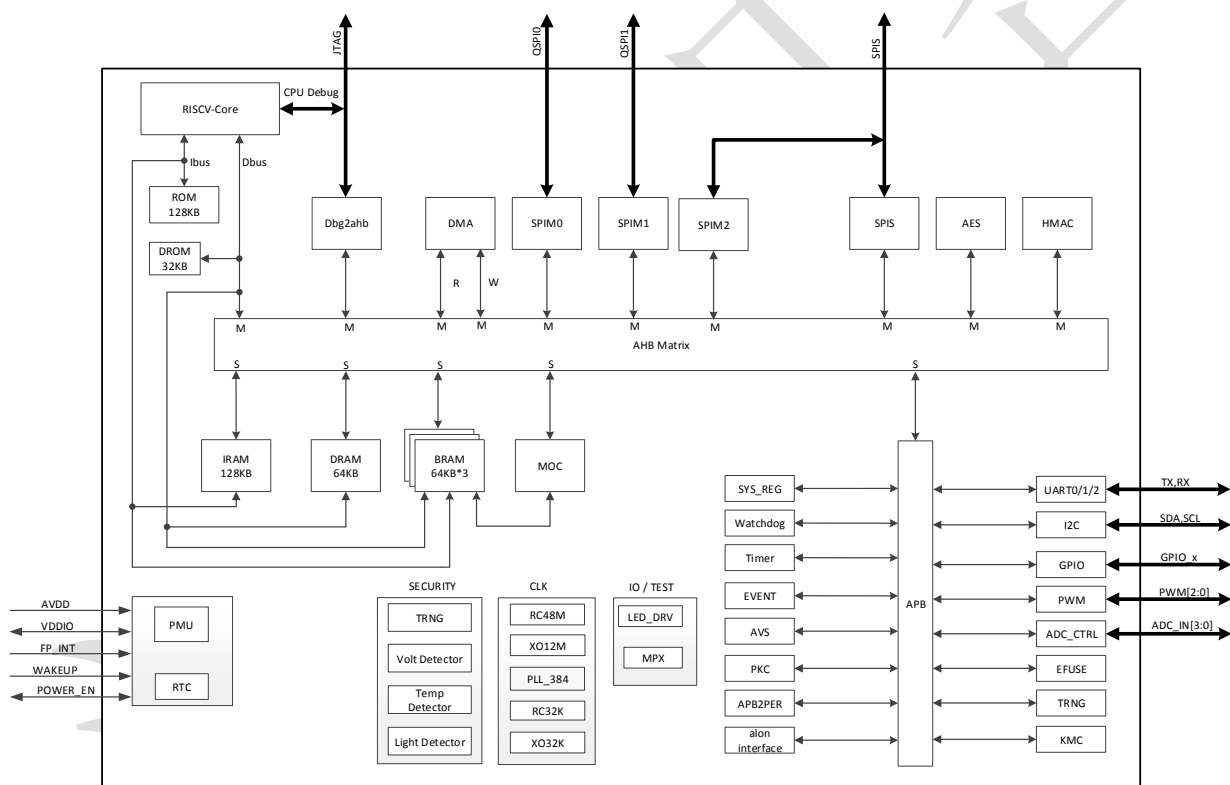 JTAG
QSPI0
QSPI1
SPIS
RISCV-Core
CPU Debug
Ibus
Dbus
ROM
128KB
DROM
32KB
Dbg2ahb
DMA
SPIM0
SPIM1
SPIM2
SPIS
AES
HMAC
R
W
M
M
M
M
M
M
M
M
M
M
AHB Matrix
S
S
S
S
S
IRAM
128KB
DRAM
64KB
BRAM
64KB*3
MOC
SYS_REG
Watchdog
Timer
EVENT
AVS
PKC
APB2PER
alon
interface
APB
UART0/1/2
I2C
GPIO
PWM
ADC_CTRL
EFUSE
TRNG
KMC
TX,RX
SDA,SCL
GPIO_x
PWM[2:0]
ADC_IN[3:0]
AVDD
VDDIO
FP_INT
WAKEUP
POWER_EN
PMU
RTC
SECURITY
TRNG
Volt Detector
Temp
Detector
Light Detector
CLK
RC48M
XO12M
PLL_384
RC32K
XO32K
IO / TEST
LED_DRV
MPX